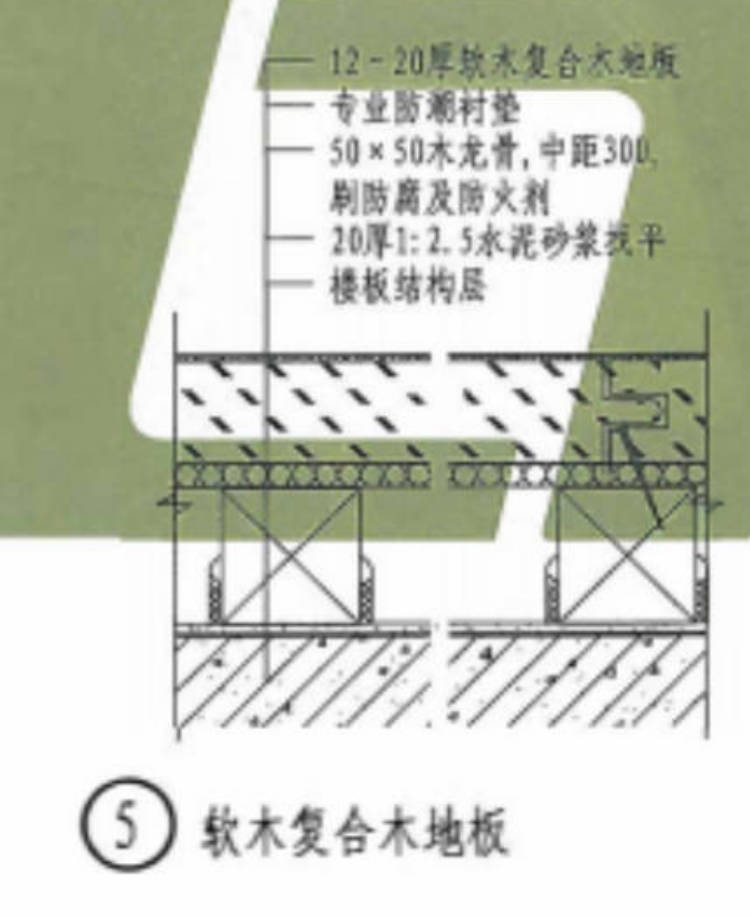 12-20厚软木复合木地板
专业防潮衬垫
50×50木龙骨,中距300,
刷防腐及防火剂
20厚1:2.5水泥砂浆找平
楼板结构层
5 软木复合木地板